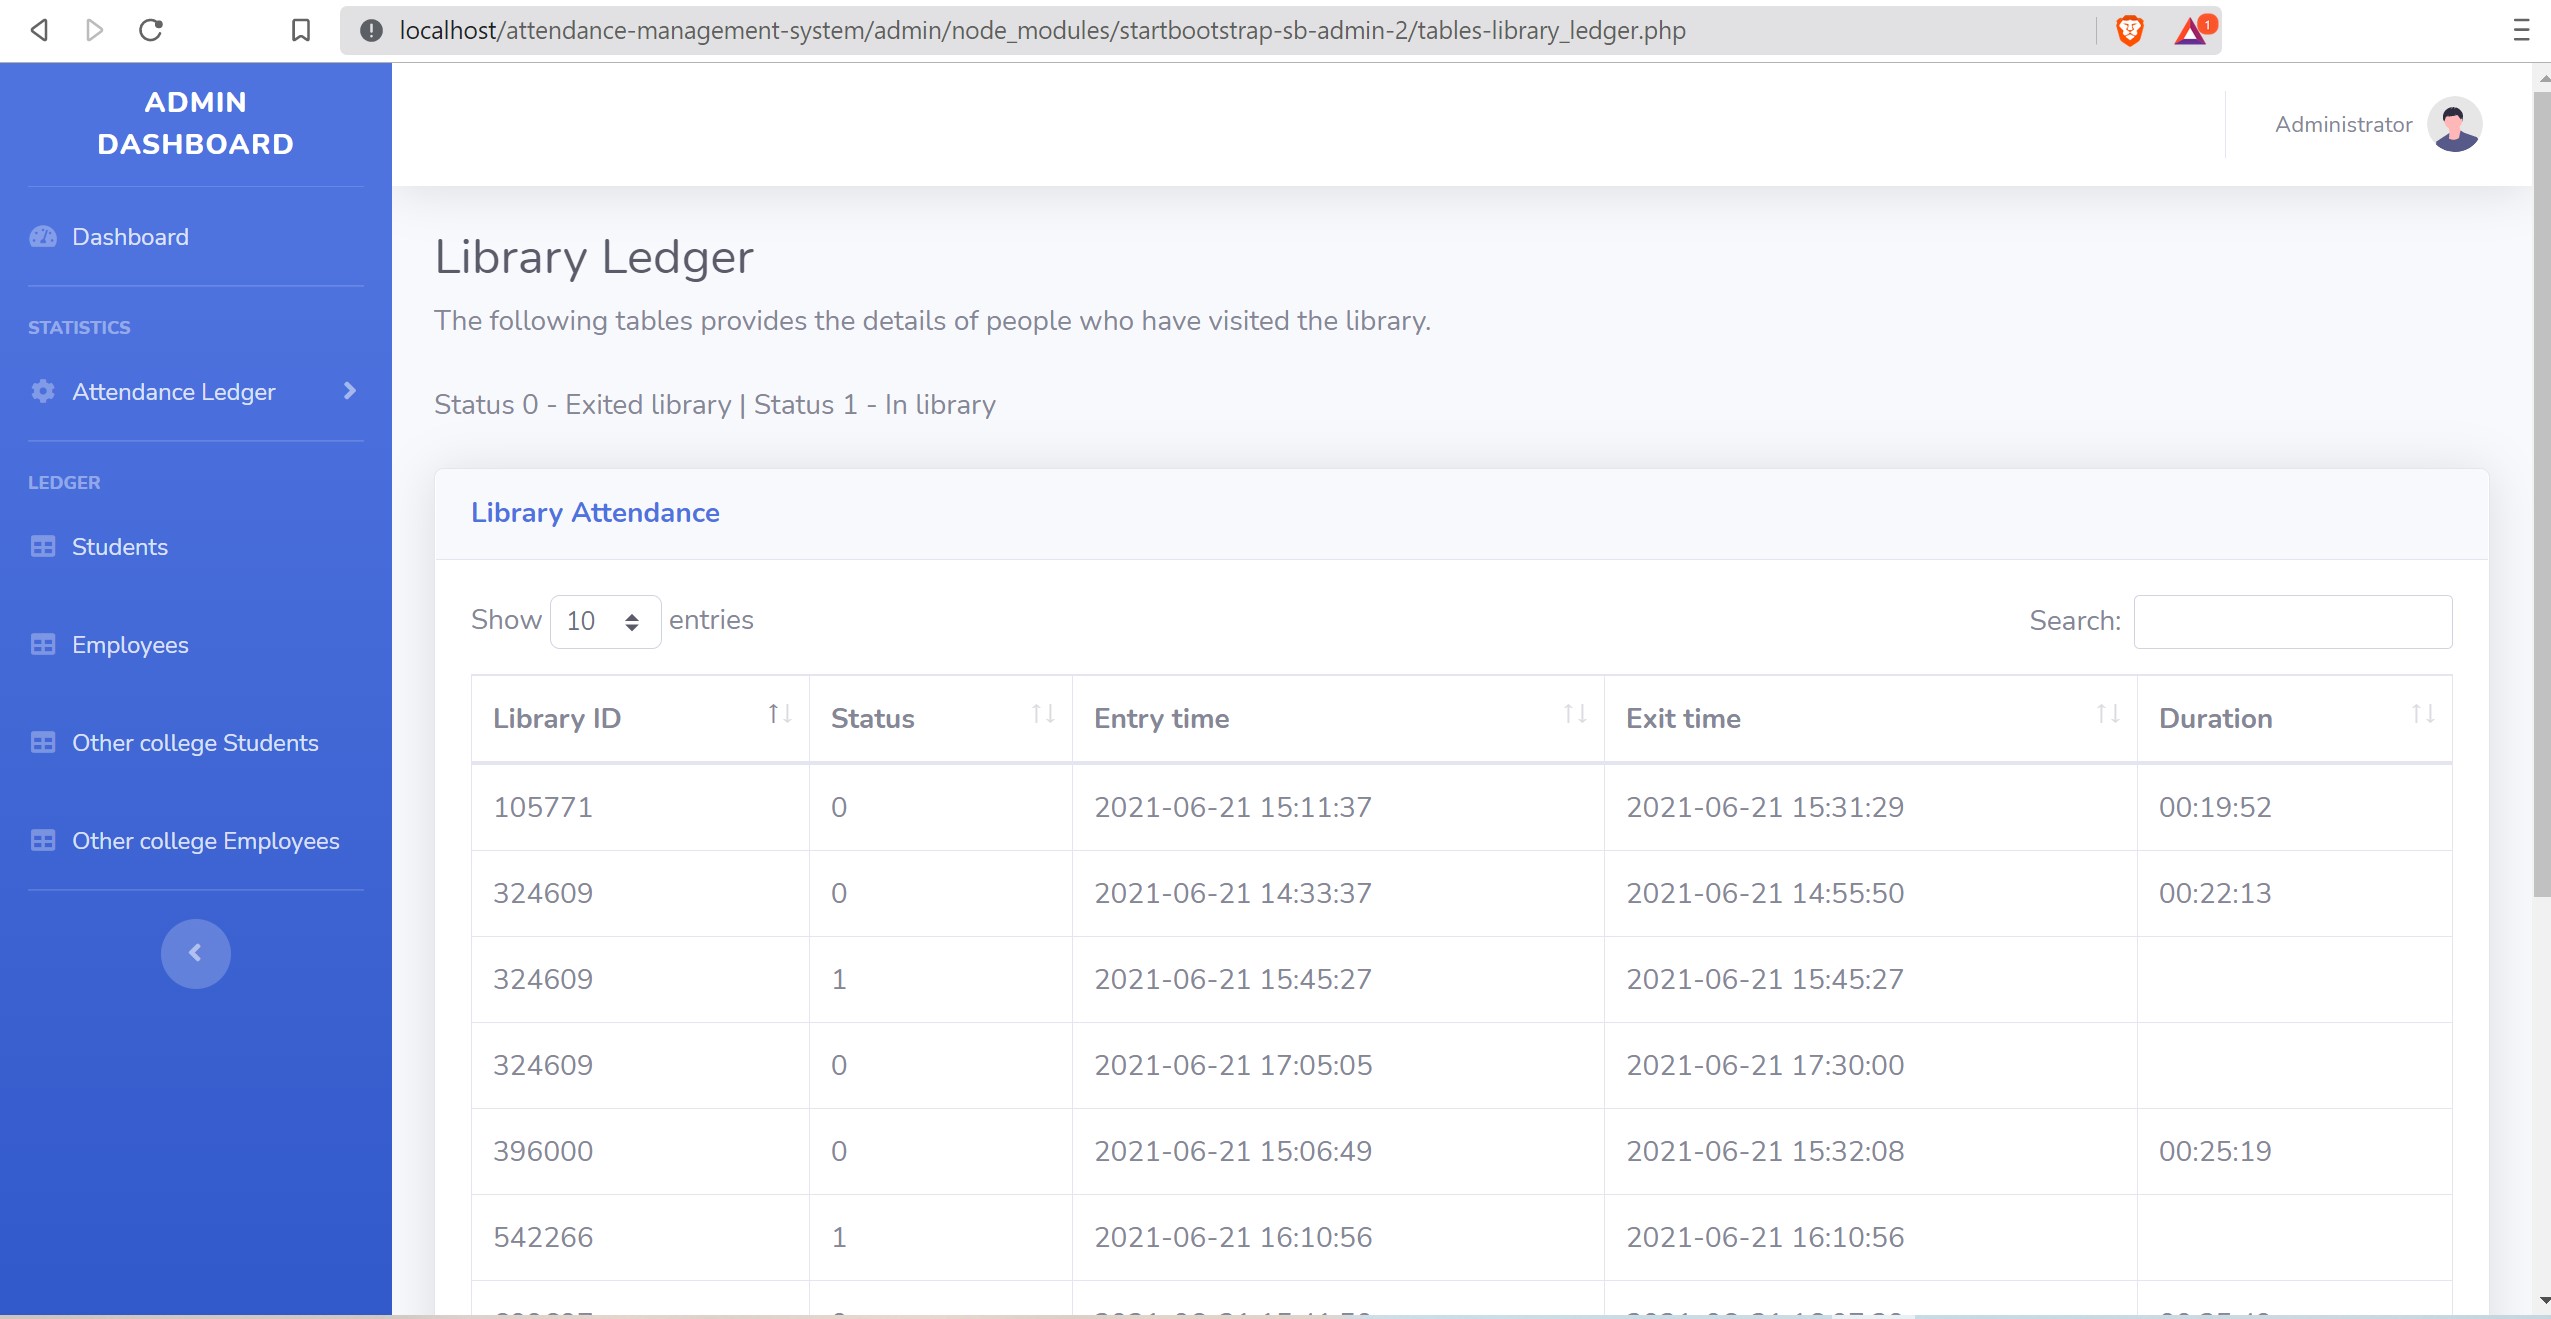 localhost/attendance-management-system/admin/node_modules/startbootstrap-sb-admin-2/tables-library_ledger.php
1
ADMIN
DASHBOARD
Administrator
Dashboard
STATISTICS
Attendance Ledger
LEDGER
Students
Employees
Other college Students
Other college Employees
Library Ledger
The following tables provides the details of people who have visited the library.
Status 0 - Exited library | Status 1 - In library
Library Attendance
Show 10 entries
Search:
Library ID Status Entry time Exit time Duration
105771 0 2021-06-21 15:11:37 2021-06-21 15:31:29 00:19:52
324609 0 2021-06-21 14:33:37 2021-06-21 14:55:50 00:22:13
324609 1 2021-06-21 15:45:27 2021-06-21 15:45:27
324609 0 2021-06-21 17:05:05 2021-06-21 17:30:00
396000 0 2021-06-21 15:06:49 2021-06-21 15:32:08 00:25:19
542266 1 2021-06-21 16:10:56 2021-06-21 16:10:56